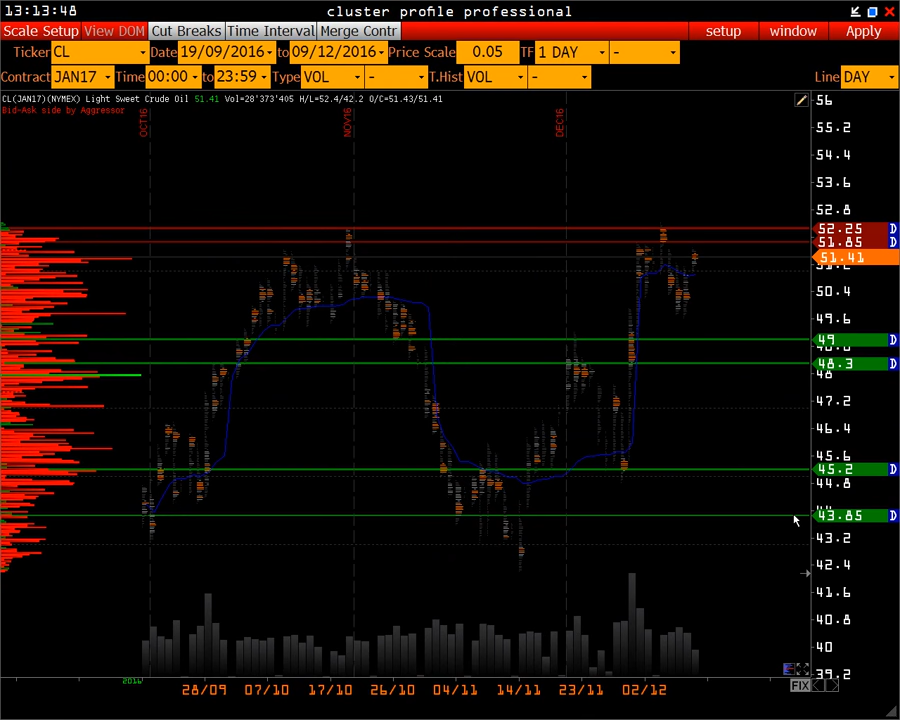 13:13:48 cluster profile professional
Scale Setup View DOM Cut Breaks Time Interval Merge Contr setup window Apply
Ticker CL Date 19/09/2016 to 09/12/2016 Price Scale 0.05 TF 1 DAY -
Contract JAN17 Time 00:00 to 23:59 Type VOL - T.Hist VOL - Line DAY
CL(JAN17)(NYMEX) Light Sweet Crude Oil 51.41 Vol=28'373'405 H/L=52.4/42.2 O/C=51.43/51.41
Bid-Ask side by Aggressor
OCT16 NOV16 DEC16
56
55.2
54.4
53.6
52.8
52.25 D
51.85 D
51.41
50.4
49.6
49 D
48.3 D
48
47.2
46.4
45.6
45.2 D
44.8
43.85 D
43.2
42.4
41.6
40.8
40
39.2
2016 FIX
28/09 07/10 17/10 26/10 04/11 14/11 23/11 02/12